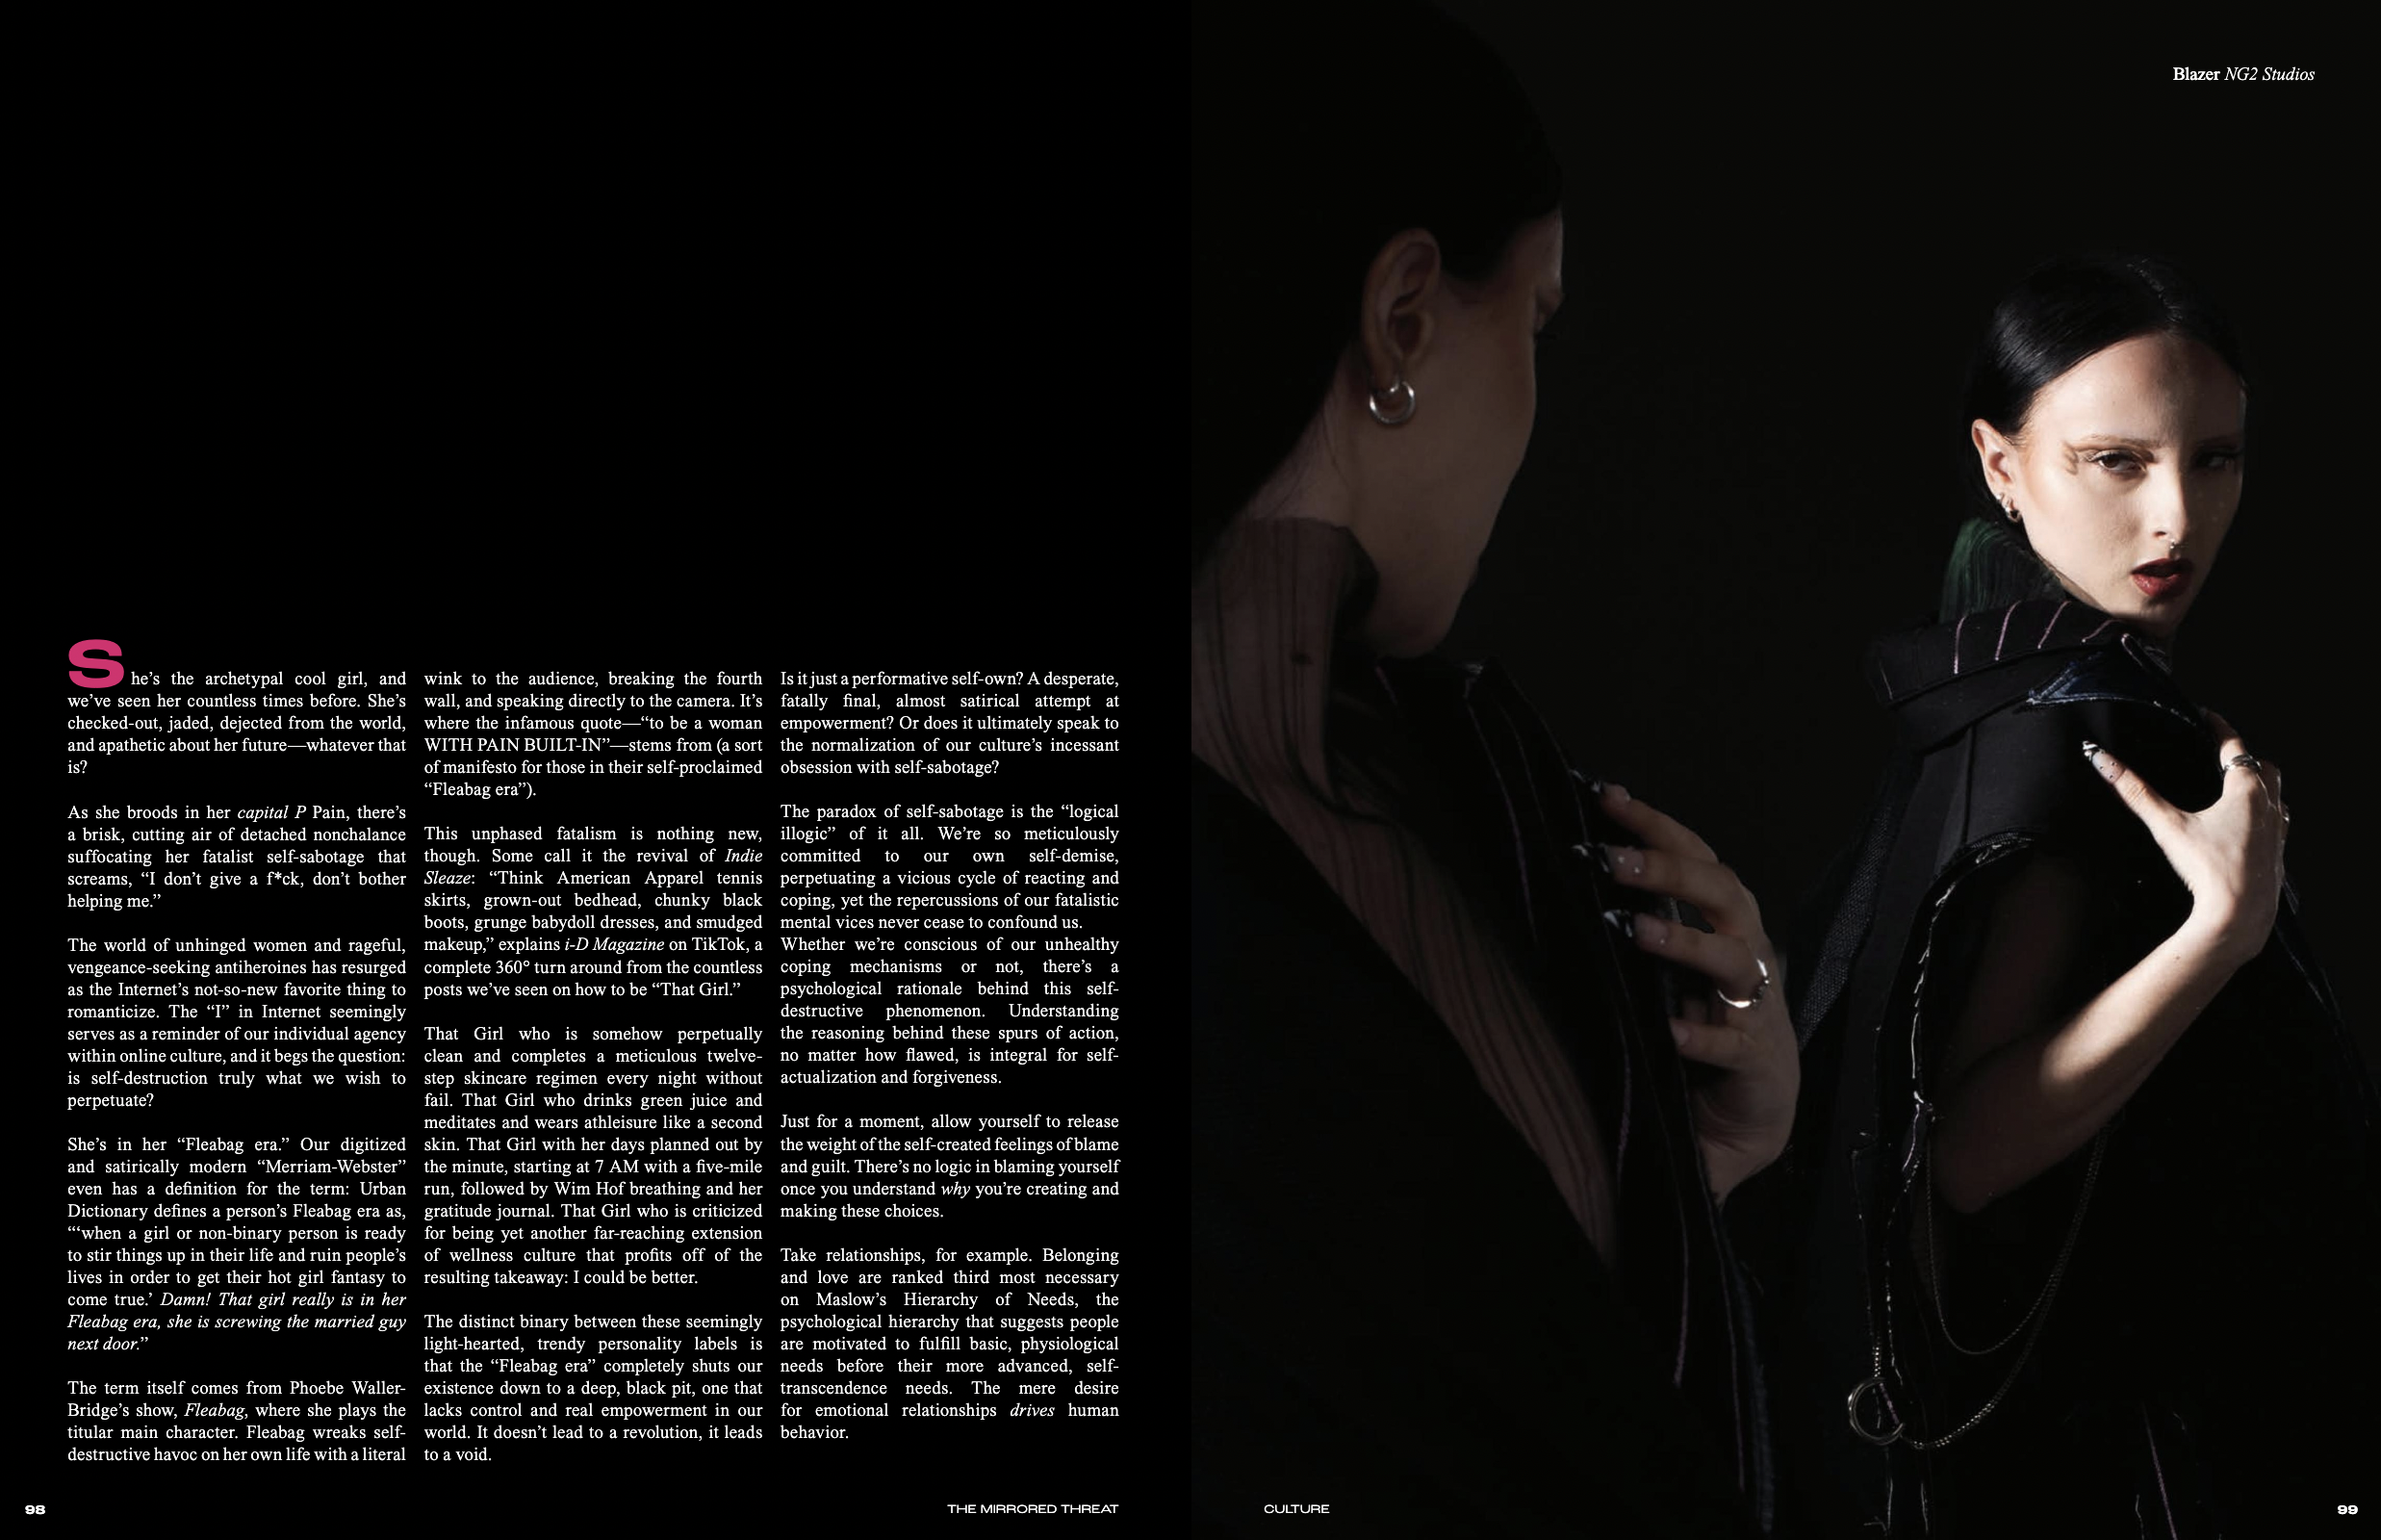 She's the archetypal cool girl, and
we've seen her countless times before. She's
checked-out, jaded, dejected from the world,
and apathetic about her future—whatever that
is?
As she broods in her capital P Pain, there's
a brisk, cutting air of detached nonchalance
suffocating her fatalist self-sabotage that
screams, “I don't give a f*ck, don't bother
helping me.”
The world of unhinged women and rageful,
vengeance-seeking antiheroines has resurged
as the Internet's not-so-new favorite thing to
romanticize. The “I” in Internet seemingly
serves as a reminder of our individual agency
within online culture, and it begs the question:
is self-destruction truly what we wish to
perpetuate?
She's in her “Fleabag era.” Our digitized
and satirically modern “Merriam-Webster”
even has a definition for the term: Urban
Dictionary defines a person's Fleabag era as,
“‘when a girl or non-binary person is ready
to stir things up in their life and ruin people's
lives in order to get their hot girl fantasy to
come true.’ Damn! That girl really is in her
Fleabag era, she is screwing the married guy
next door.”
The term itself comes from Phoebe Waller-
Bridge's show, Fleabag, where she plays the
titular main character. Fleabag wreaks self-
destructive havoc on her own life with a literal
wink to the audience, breaking the fourth
wall, and speaking directly to the camera. It's
where the infamous quote—“to be a woman
WITH PAIN BUILT-IN”—stems from (a sort
of manifesto for those in their self-proclaimed
“Fleabag era”).
This unphased fatalism is nothing new,
though. Some call it the revival of Indie
Sleaze: “Think American Apparel tennis
skirts, grown-out bedhead, chunky black
boots, grunge babydoll dresses, and smudged
makeup,” explains i-D Magazine on TikTok, a
complete 360° turn around from the countless
posts we've seen on how to be “That Girl.”
That Girl who is somehow perpetually
clean and completes a meticulous twelve-
step skincare regimen every night without
fail. That Girl who drinks green juice and
meditates and wears athleisure like a second
skin. That Girl with her days planned out by
the minute, starting at 7 AM with a five-mile
run, followed by Wim Hof breathing and her
gratitude journal. That Girl who is criticized
for being yet another far-reaching extension
of wellness culture that profits off of the
resulting takeaway: I could be better.
The distinct binary between these seemingly
light-hearted, trendy personality labels is
that the “Fleabag era” completely shuts our
existence down to a deep, black pit, one that
lacks control and real empowerment in our
world. It doesn't lead to a revolution, it leads
to a void.
Is it just a performative self-own? A desperate,
fatally final, almost satirical attempt at
empowerment? Or does it ultimately speak to
the normalization of our culture's incessant
obsession with self-sabotage?
The paradox of self-sabotage is the “logical
illogic” of it all. We're so meticulously
committed to our own self-demise,
perpetuating a vicious cycle of reacting and
coping, yet the repercussions of our fatalistic
mental vices never cease to confound us.
Whether we're conscious of our unhealthy
coping mechanisms or not, there's a
psychological rationale behind this self-
destructive phenomenon. Understanding
the reasoning behind these spurs of action,
no matter how flawed, is integral for self-
actualization and forgiveness.
Just for a moment, allow yourself to release
the weight of the self-created feelings of blame
and guilt. There's no logic in blaming yourself
once you understand why you're creating and
making these choices.
Take relationships, for example. Belonging
and love are ranked third most necessary
on Maslow's Hierarchy of Needs, the
psychological hierarchy that suggests people
are motivated to fulfill basic, physiological
needs before their more advanced, self-
transcendence needs. The mere desire
for emotional relationships drives human
behavior.
98
THE MIRRORED THREAT
Blazer NG2 Studios
CULTURE
99